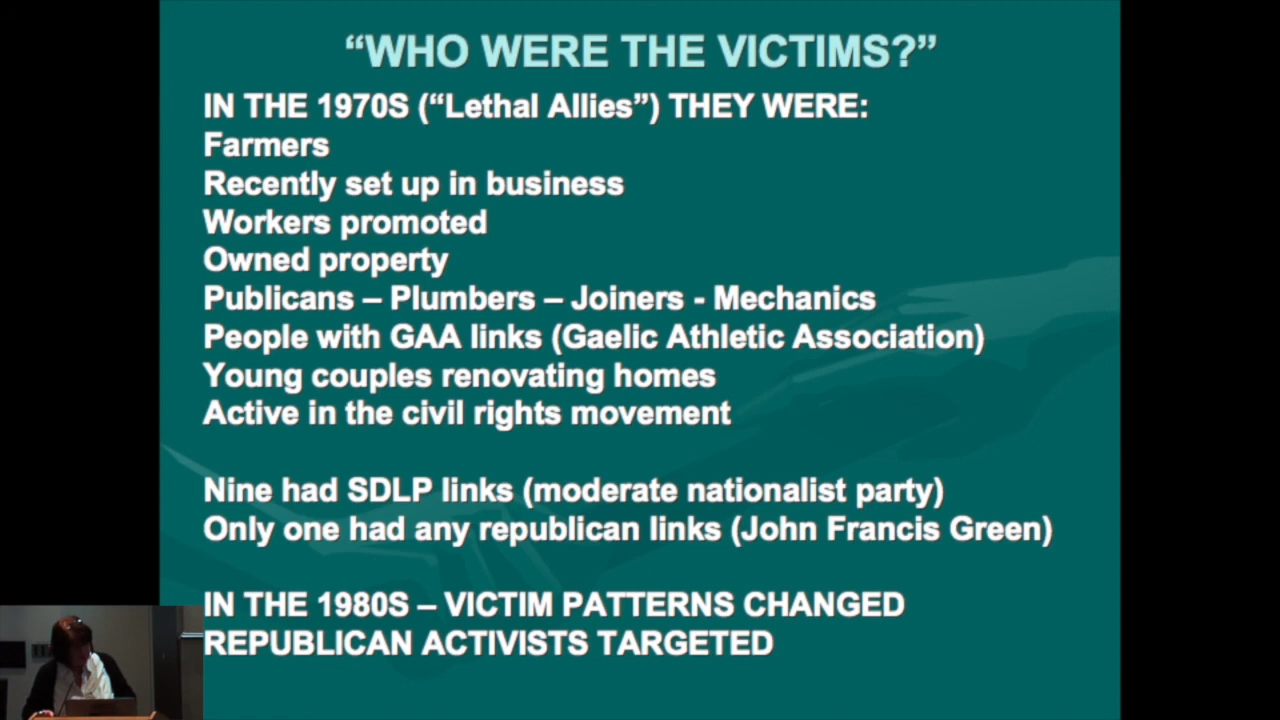 “WHO WERE THE VICTIMS?”
IN THE 1970S (“Lethal Allies”) THEY WERE:
Farmers
Recently set up in business
Workers promoted
Owned property
Publicans – Plumbers – Joiners - Mechanics
People with GAA links (Gaelic Athletic Association)
Young couples renovating homes
Active in the civil rights movement
Nine had SDLP links (moderate nationalist party)
Only one had any republican links (John Francis Green)
IN THE 1980S – VICTIM PATTERNS CHANGED
REPUBLICAN ACTIVISTS TARGETED